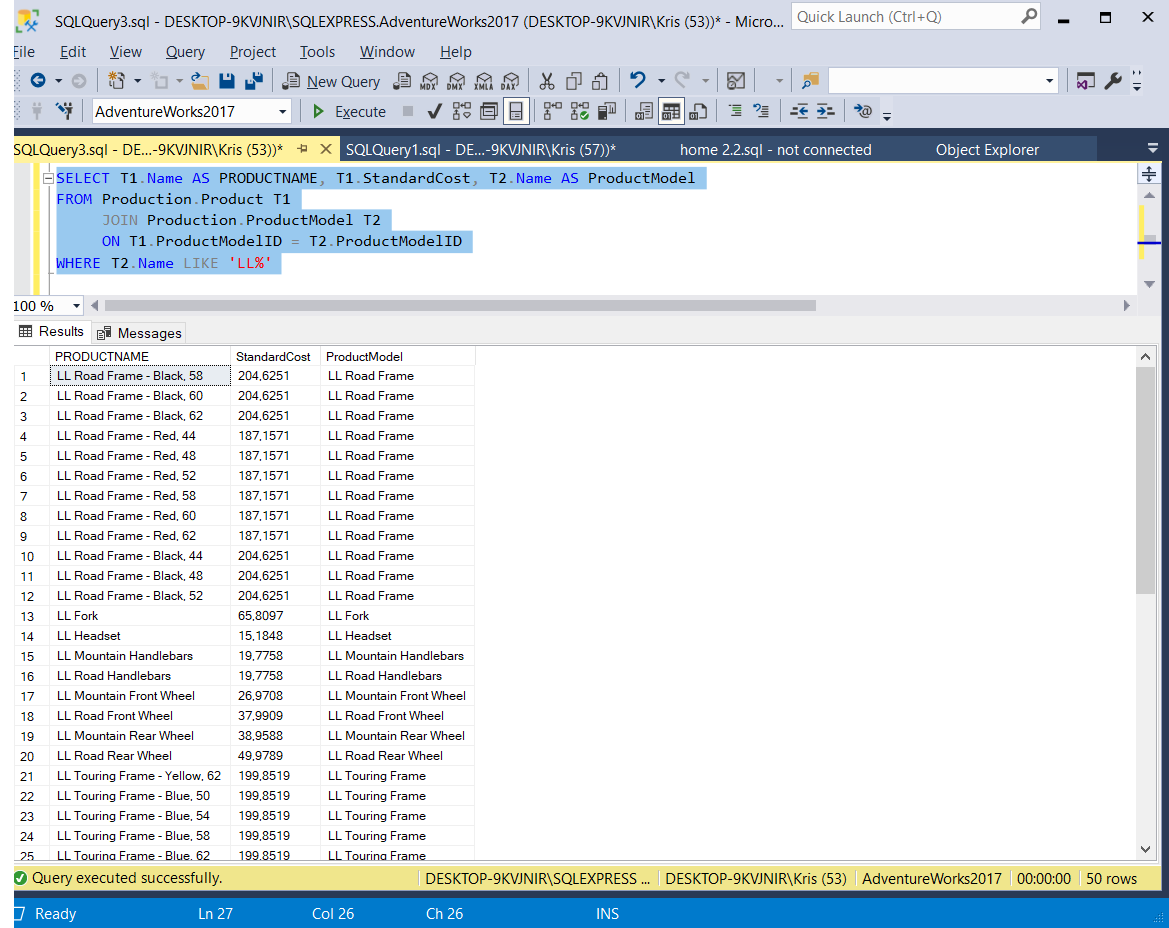 SQLQuery3.sql - DESKTOP-9KVJNIR\SQLEXPRESS.AdventureWorks2017 (DESKTOP-9KVJNIR\Kris (53))* - Micro...
Quick Launch (Ctrl+Q)
File Edit View Query Project Tools Window Help
New Query MDX DMX XMLA DAX
AdventureWorks2017 Execute
SQLQuery3.sql - DE...-9KVJNIR\Kris (53))* SQLQuery1.sql - DE...-9KVJNIR\Kris (57))* home 2.2.sql - not connected Object Explorer
SELECT T1.Name AS PRODUCTNAME, T1.StandardCost, T2.Name AS ProductModel
FROM Production.Product T1
JOIN Production.ProductModel T2
ON T1.ProductModelID = T2.ProductModelID
WHERE T2.Name LIKE 'LL%'
100 %
Results Messages
PRODUCTNAME StandardCost ProductModel
1 LL Road Frame - Black, 58 204,6251 LL Road Frame
2 LL Road Frame - Black, 60 204,6251 LL Road Frame
3 LL Road Frame - Black, 62 204,6251 LL Road Frame
4 LL Road Frame - Red, 44 187,1571 LL Road Frame
5 LL Road Frame - Red, 48 187,1571 LL Road Frame
6 LL Road Frame - Red, 52 187,1571 LL Road Frame
7 LL Road Frame - Red, 58 187,1571 LL Road Frame
8 LL Road Frame - Red, 60 187,1571 LL Road Frame
9 LL Road Frame - Red, 62 187,1571 LL Road Frame
10 LL Road Frame - Black, 44 204,6251 LL Road Frame
11 LL Road Frame - Black, 48 204,6251 LL Road Frame
12 LL Road Frame - Black, 52 204,6251 LL Road Frame
13 LL Fork 65,8097 LL Fork
14 LL Headset 15,1848 LL Headset
15 LL Mountain Handlebars 19,7758 LL Mountain Handlebars
16 LL Road Handlebars 19,7758 LL Road Handlebars
17 LL Mountain Front Wheel 26,9708 LL Mountain Front Wheel
18 LL Road Front Wheel 37,9909 LL Road Front Wheel
19 LL Mountain Rear Wheel 38,9588 LL Mountain Rear Wheel
20 LL Road Rear Wheel 49,9789 LL Road Rear Wheel
21 LL Touring Frame - Yellow, 62 199,8519 LL Touring Frame
22 LL Touring Frame - Blue, 50 199,8519 LL Touring Frame
23 LL Touring Frame - Blue, 54 199,8519 LL Touring Frame
24 LL Touring Frame - Blue, 58 199,8519 LL Touring Frame
25 LL Touring Frame - Blue, 62 199,8519 LL Touring Frame
Query executed successfully. DESKTOP-9KVJNIR\SQLEXPRESS ... DESKTOP-9KVJNIR\Kris (53) AdventureWorks2017 00:00:00 50 rows
Ready Ln 27 Col 26 Ch 26 INS